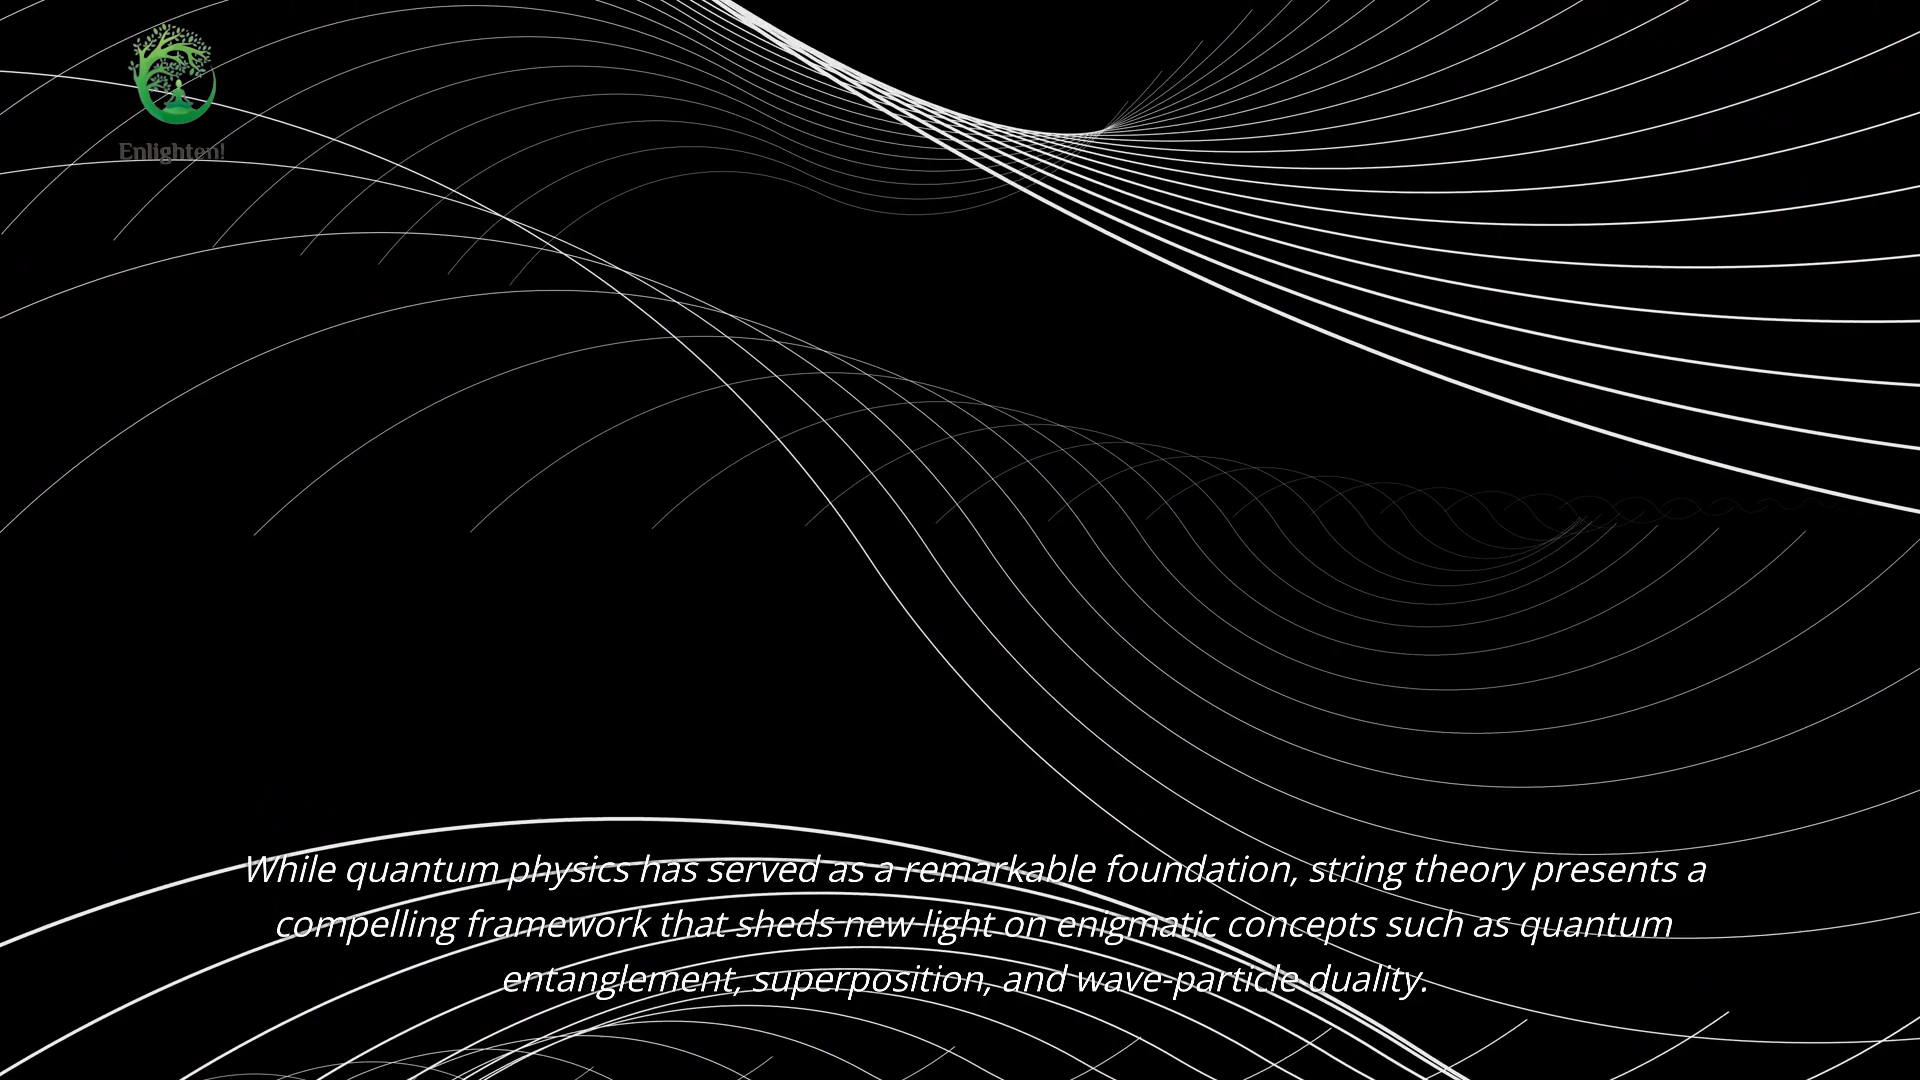 Enlighten!
While quantum physics has served as a remarkable foundation, string theory presents a
compelling framework that sheds new light on enigmatic concepts such as quantum
entanglement, superposition, and wave-particle duality.